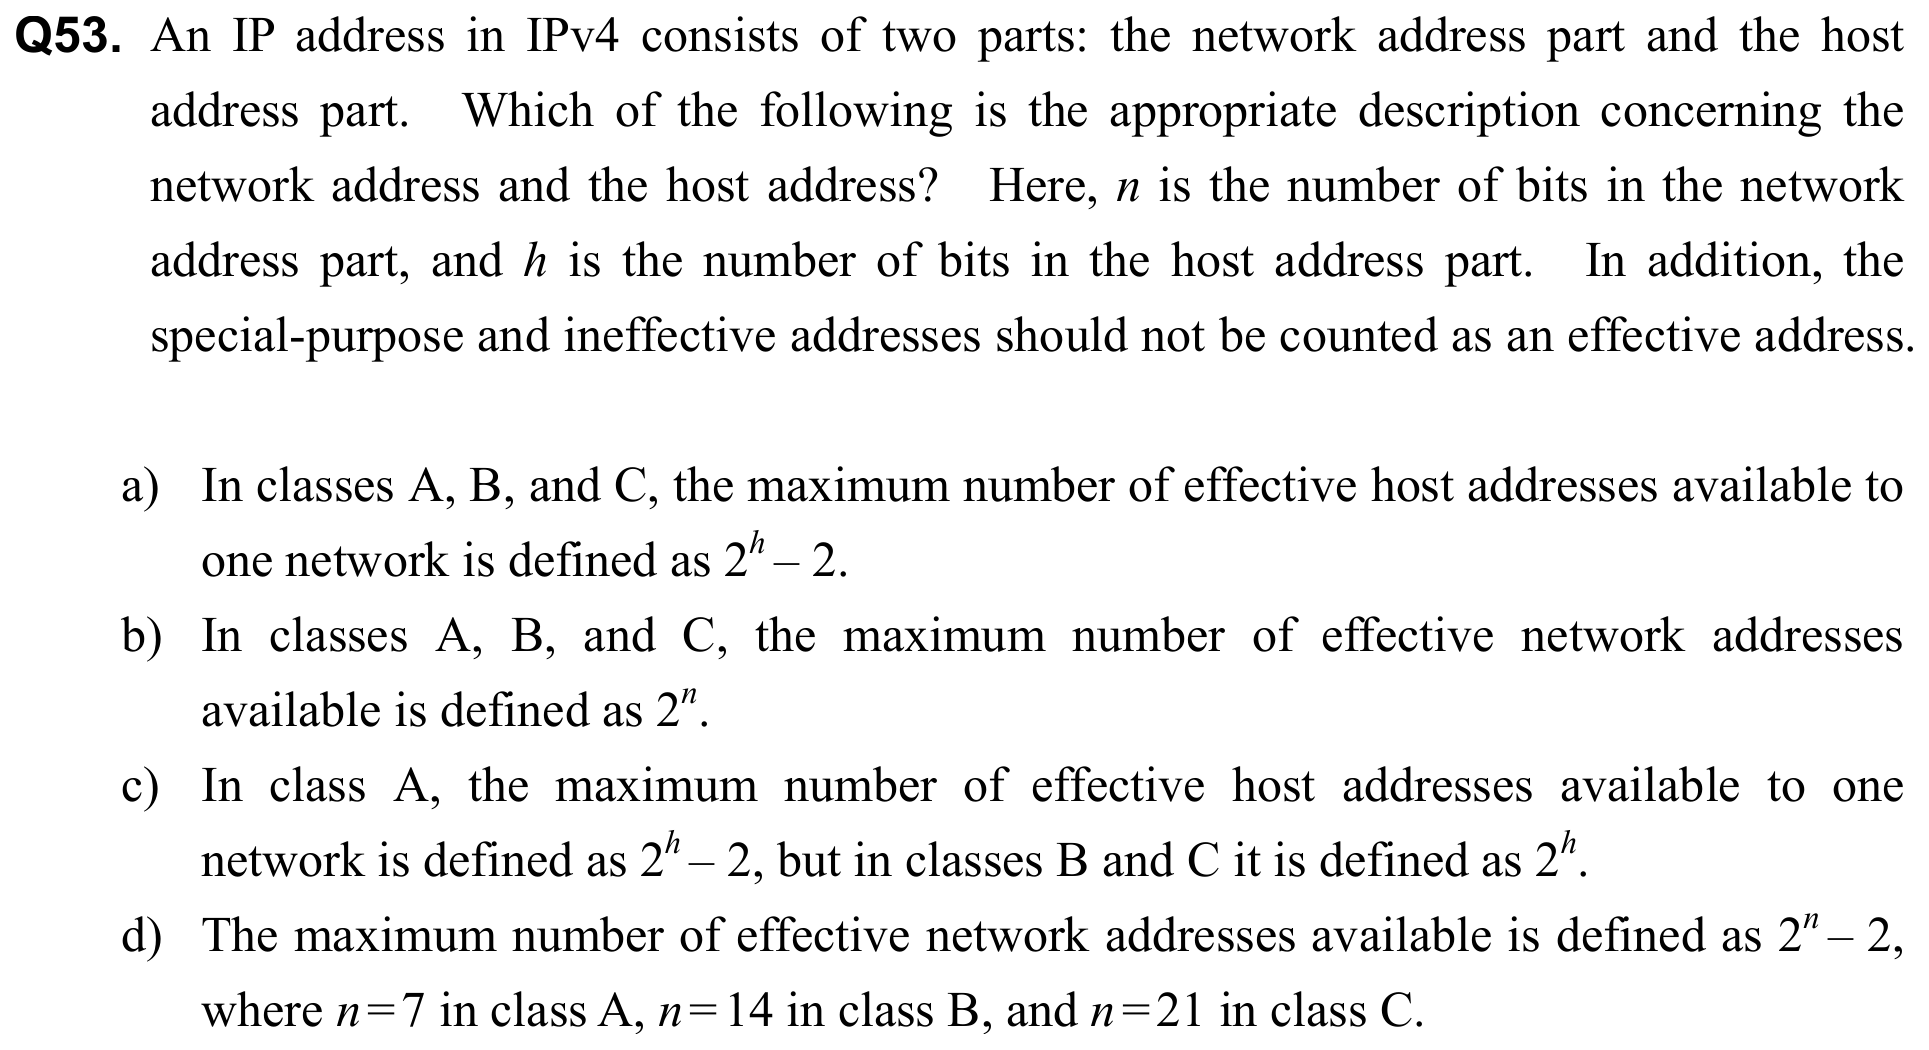 Q53. An IP address in IPv4 consists of two parts: the network address part and the host
address part. Which of the following is the appropriate description concerning the
network address and the host address? Here, n is the number of bits in the network
address part, and h is the number of bits in the host address part. In addition, the
special-purpose and ineffective addresses should not be counted as an effective address.
a) In classes A, B, and C, the maximum number of effective host addresses available to
one network is defined as 2^h – 2.
b) In classes A, B, and C, the maximum number of effective network addresses
available is defined as 2^n.
c) In class A, the maximum number of effective host addresses available to one
network is defined as 2^h – 2, but in classes B and C it is defined as 2^h.
d) The maximum number of effective network addresses available is defined as 2^n – 2,
where n=7 in class A, n=14 in class B, and n=21 in class C.